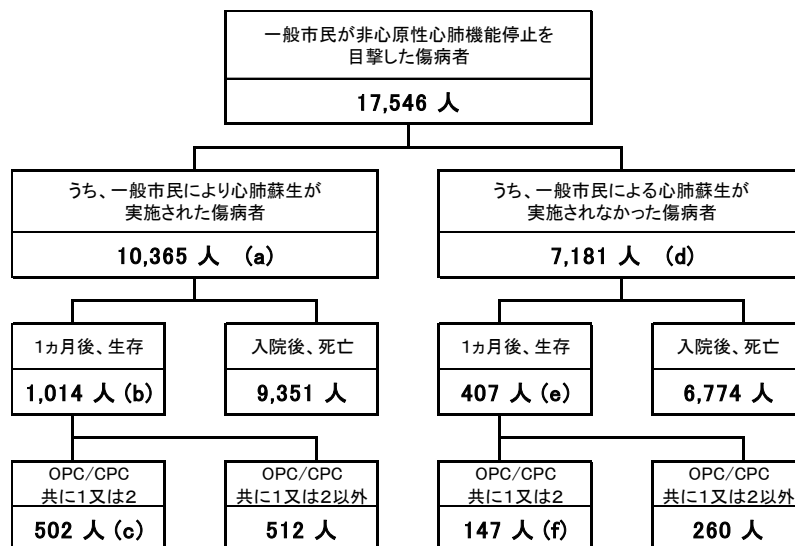 一般市民が非心原性心肺機能停止を
目撃した傷病者
17,546 人
うち、一般市民により心肺蘇生が
実施された傷病者
10,365 人 (a)
うち、一般市民による心肺蘇生が
実施されなかった傷病者
7,181 人 (d)
1ヵ月後、生存
1,014 人 (b)
入院後、死亡
9,351 人
1ヵ月後、生存
407 人 (e)
入院後、死亡
6,774 人
OPC/CPC
共に1又は2
502 人 (c)
OPC/CPC
共に1又は2以外
512 人
OPC/CPC
共に1又は2
147 人 (f)
OPC/CPC
共に1又は2以外
260 人